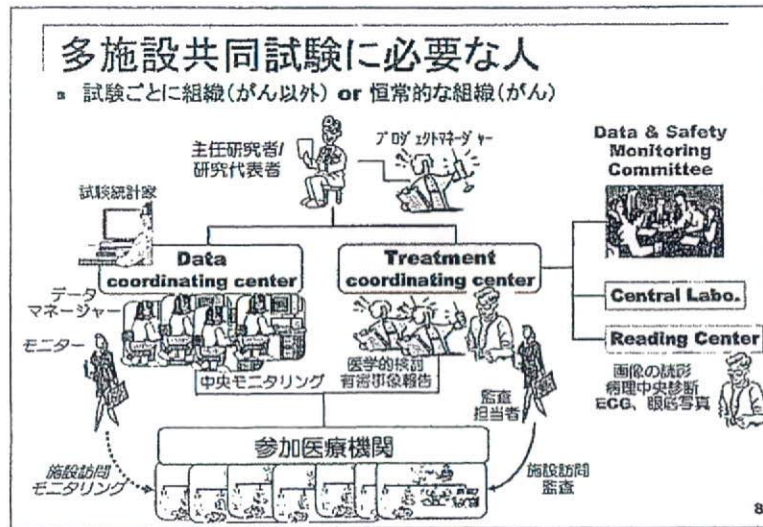 多施設共同試験に必要な人
試験ごとに組織(がん以外) or 恒常的な組織(がん)
主任研究者/
研究代表者
プロジェクトマネージャー
Data & Safety
Monitoring
Committee
試験統計家
Data
coordinating center
Treatment
coordinating center
データ
マネージャー
モニター
中央モニタリング
医学的検討
有害事象報告
監査
担当者
Central Labo.
Reading Center
画像の読影
病理中央診断
ECG、眼底写真
参加医療機関
施設訪問
モニタリング
施設訪問
監査
8